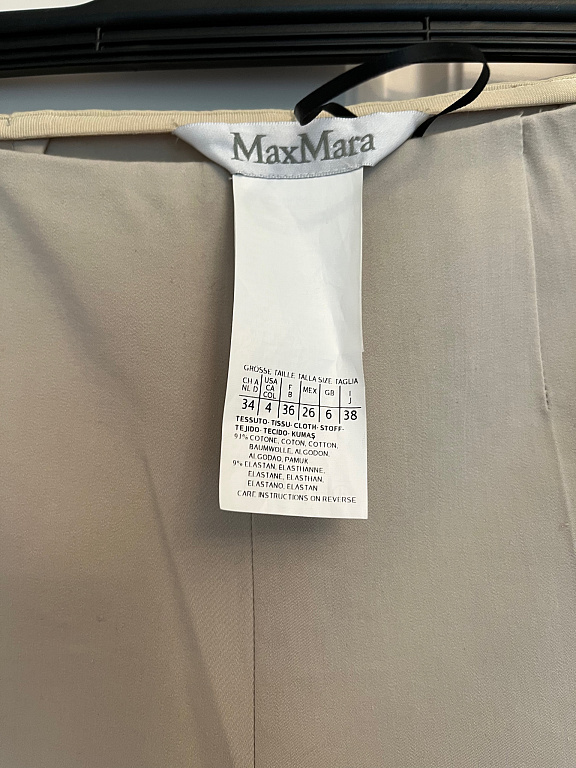 MaxMara
GRÖSSE TAILLE TALLA SIZE TAGLIA
CH A NL D USA CA COL F B MEX GB I J
34 4 36 26 6 38
TESSUTO- TISSU- CLOTH- STOFF-
TEJIDO- TECIDO- KUMAŞ
91% COTONE, COTON, COTTON,
BAUMWOLLE, ALGODON,
ALGODAO, PAMUK
9% ELASTAN, ELASTHANNE,
ELASTANE, ELASTHAN,
ELASTANO, ELASTAN
CARE INSTRUCTIONS ON REVERSE